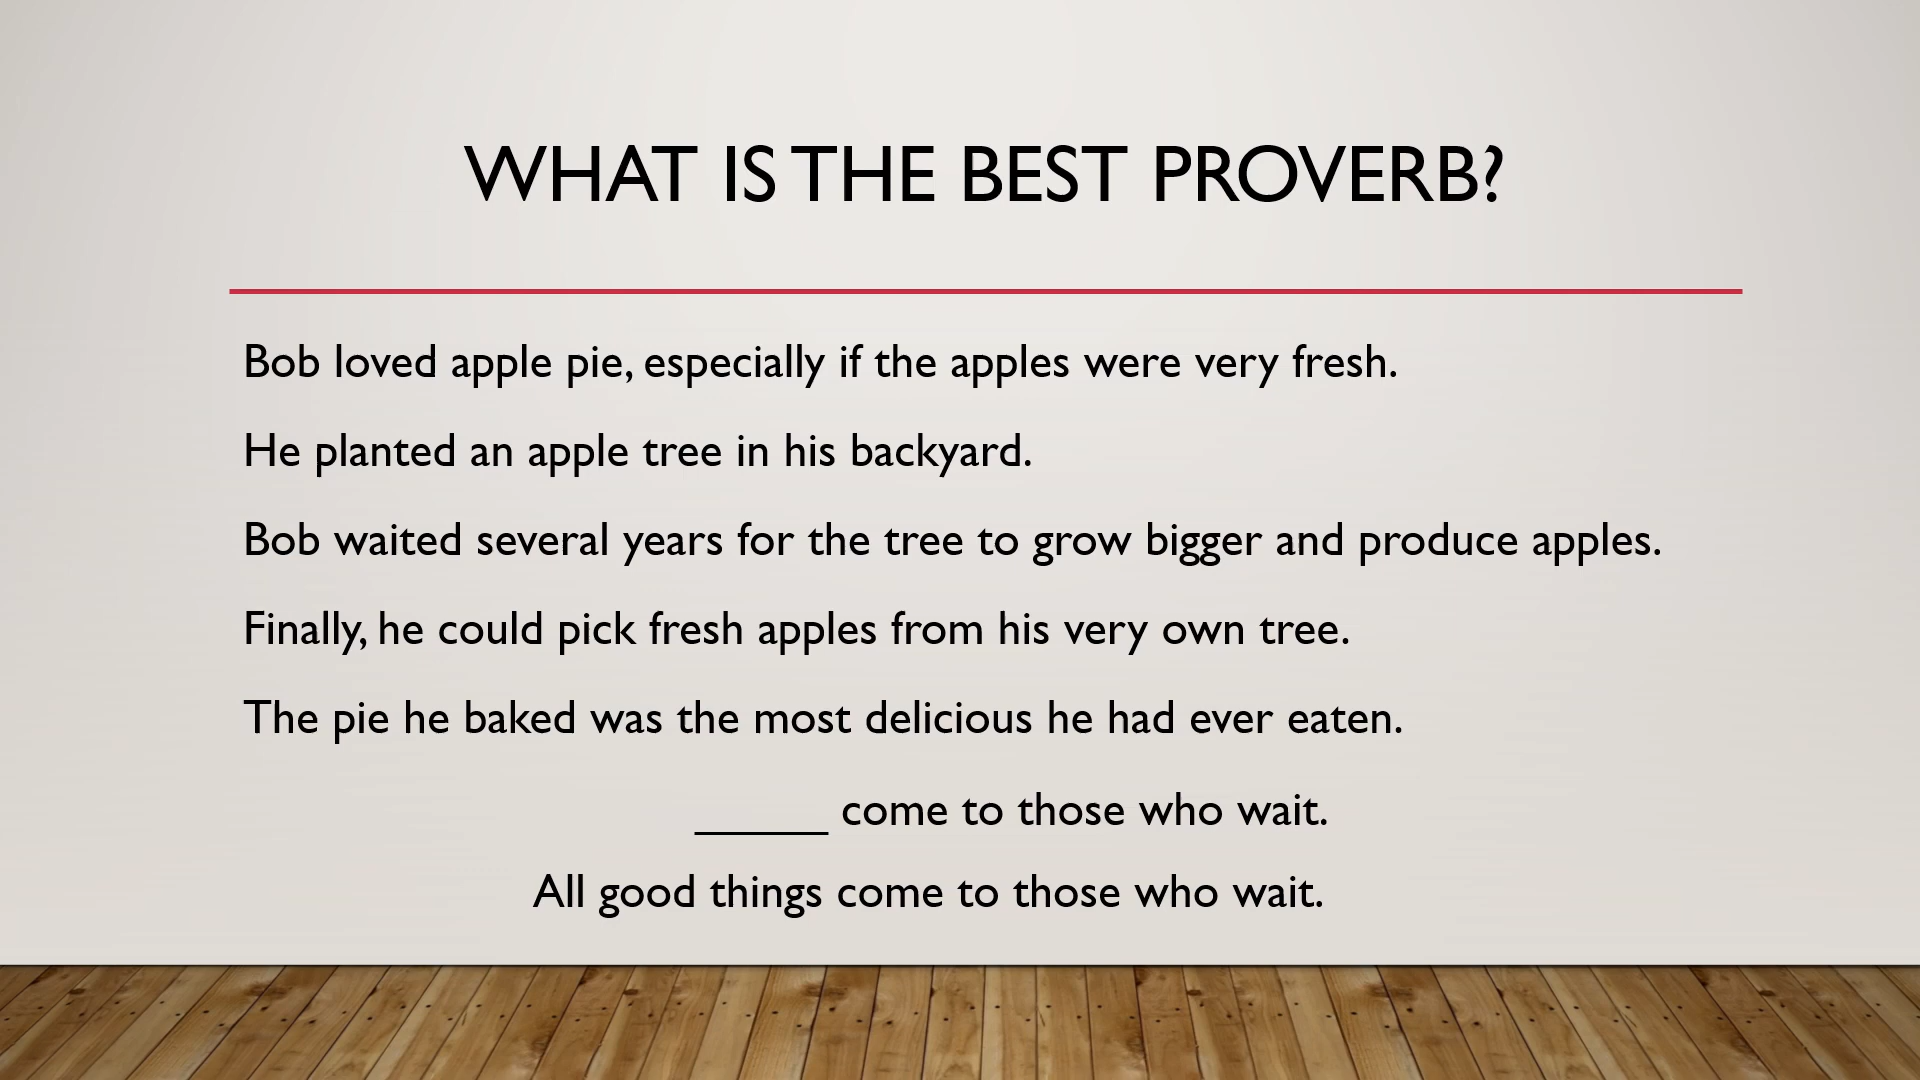 WHAT IS THE BEST PROVERB?
Bob loved apple pie, especially if the apples were very fresh.
He planted an apple tree in his backyard.
Bob waited several years for the tree to grow bigger and produce apples.
Finally, he could pick fresh apples from his very own tree.
The pie he baked was the most delicious he had ever eaten.
_____ come to those who wait.
All good things come to those who wait.